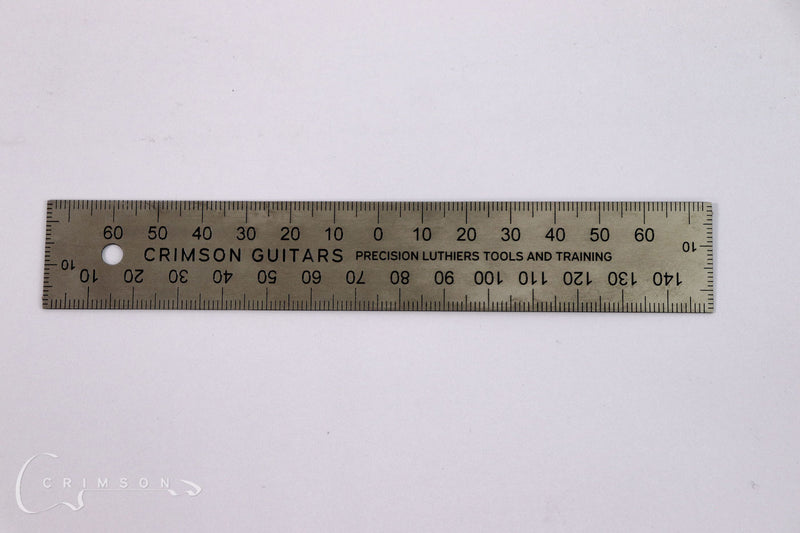 60 50 40 30 20 10 0 10 20 30 40 50 60
10
CRIMSON GUITARS PRECISION LUTHIERS TOOLS AND TRAINING
10
10 20 30 40 50 60 70 80 90 100 110 120 130 140
CRIMSON